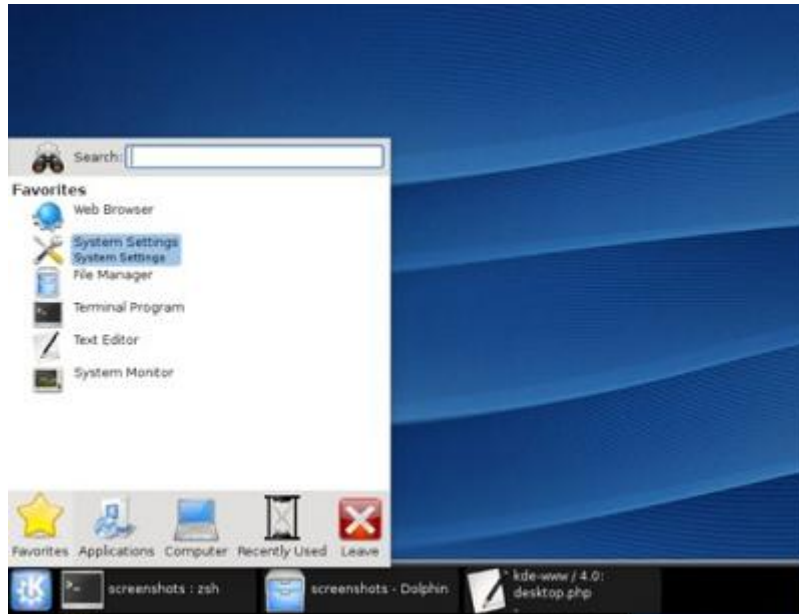 Search:
Favorites
Web Browser
System Settings
System Settings
File Manager
Terminal Program
Text Editor
System Monitor
Favorites Applications Computer Recently Used Leave
screenshots : zsh
screenshots - Dolphin
kde-www / 4.0:
desktop.php